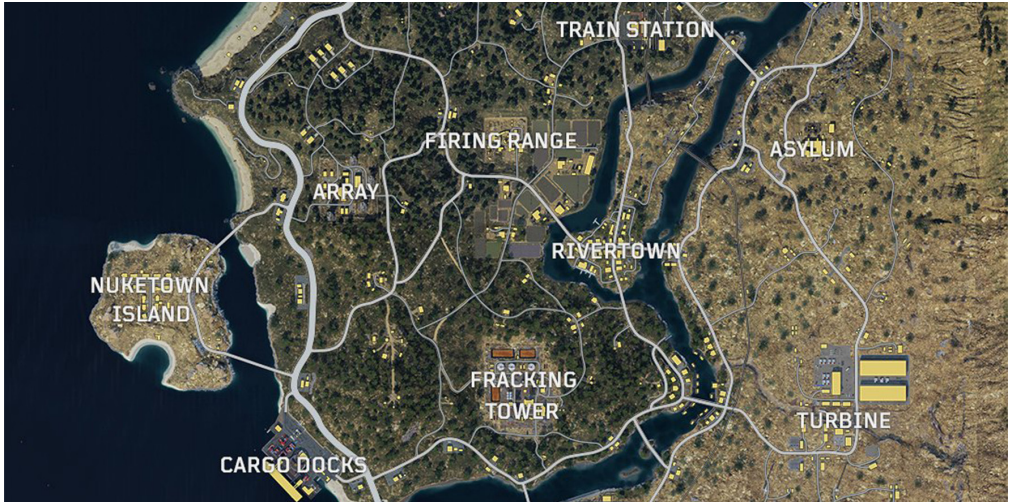 TRAIN STATION
FIRING RANGE
ASYLUM
ARRAY
RIVERTOWN
NUKETOWN
ISLAND
FRACKING
TOWER
TURBINE
CARGO DOCKS